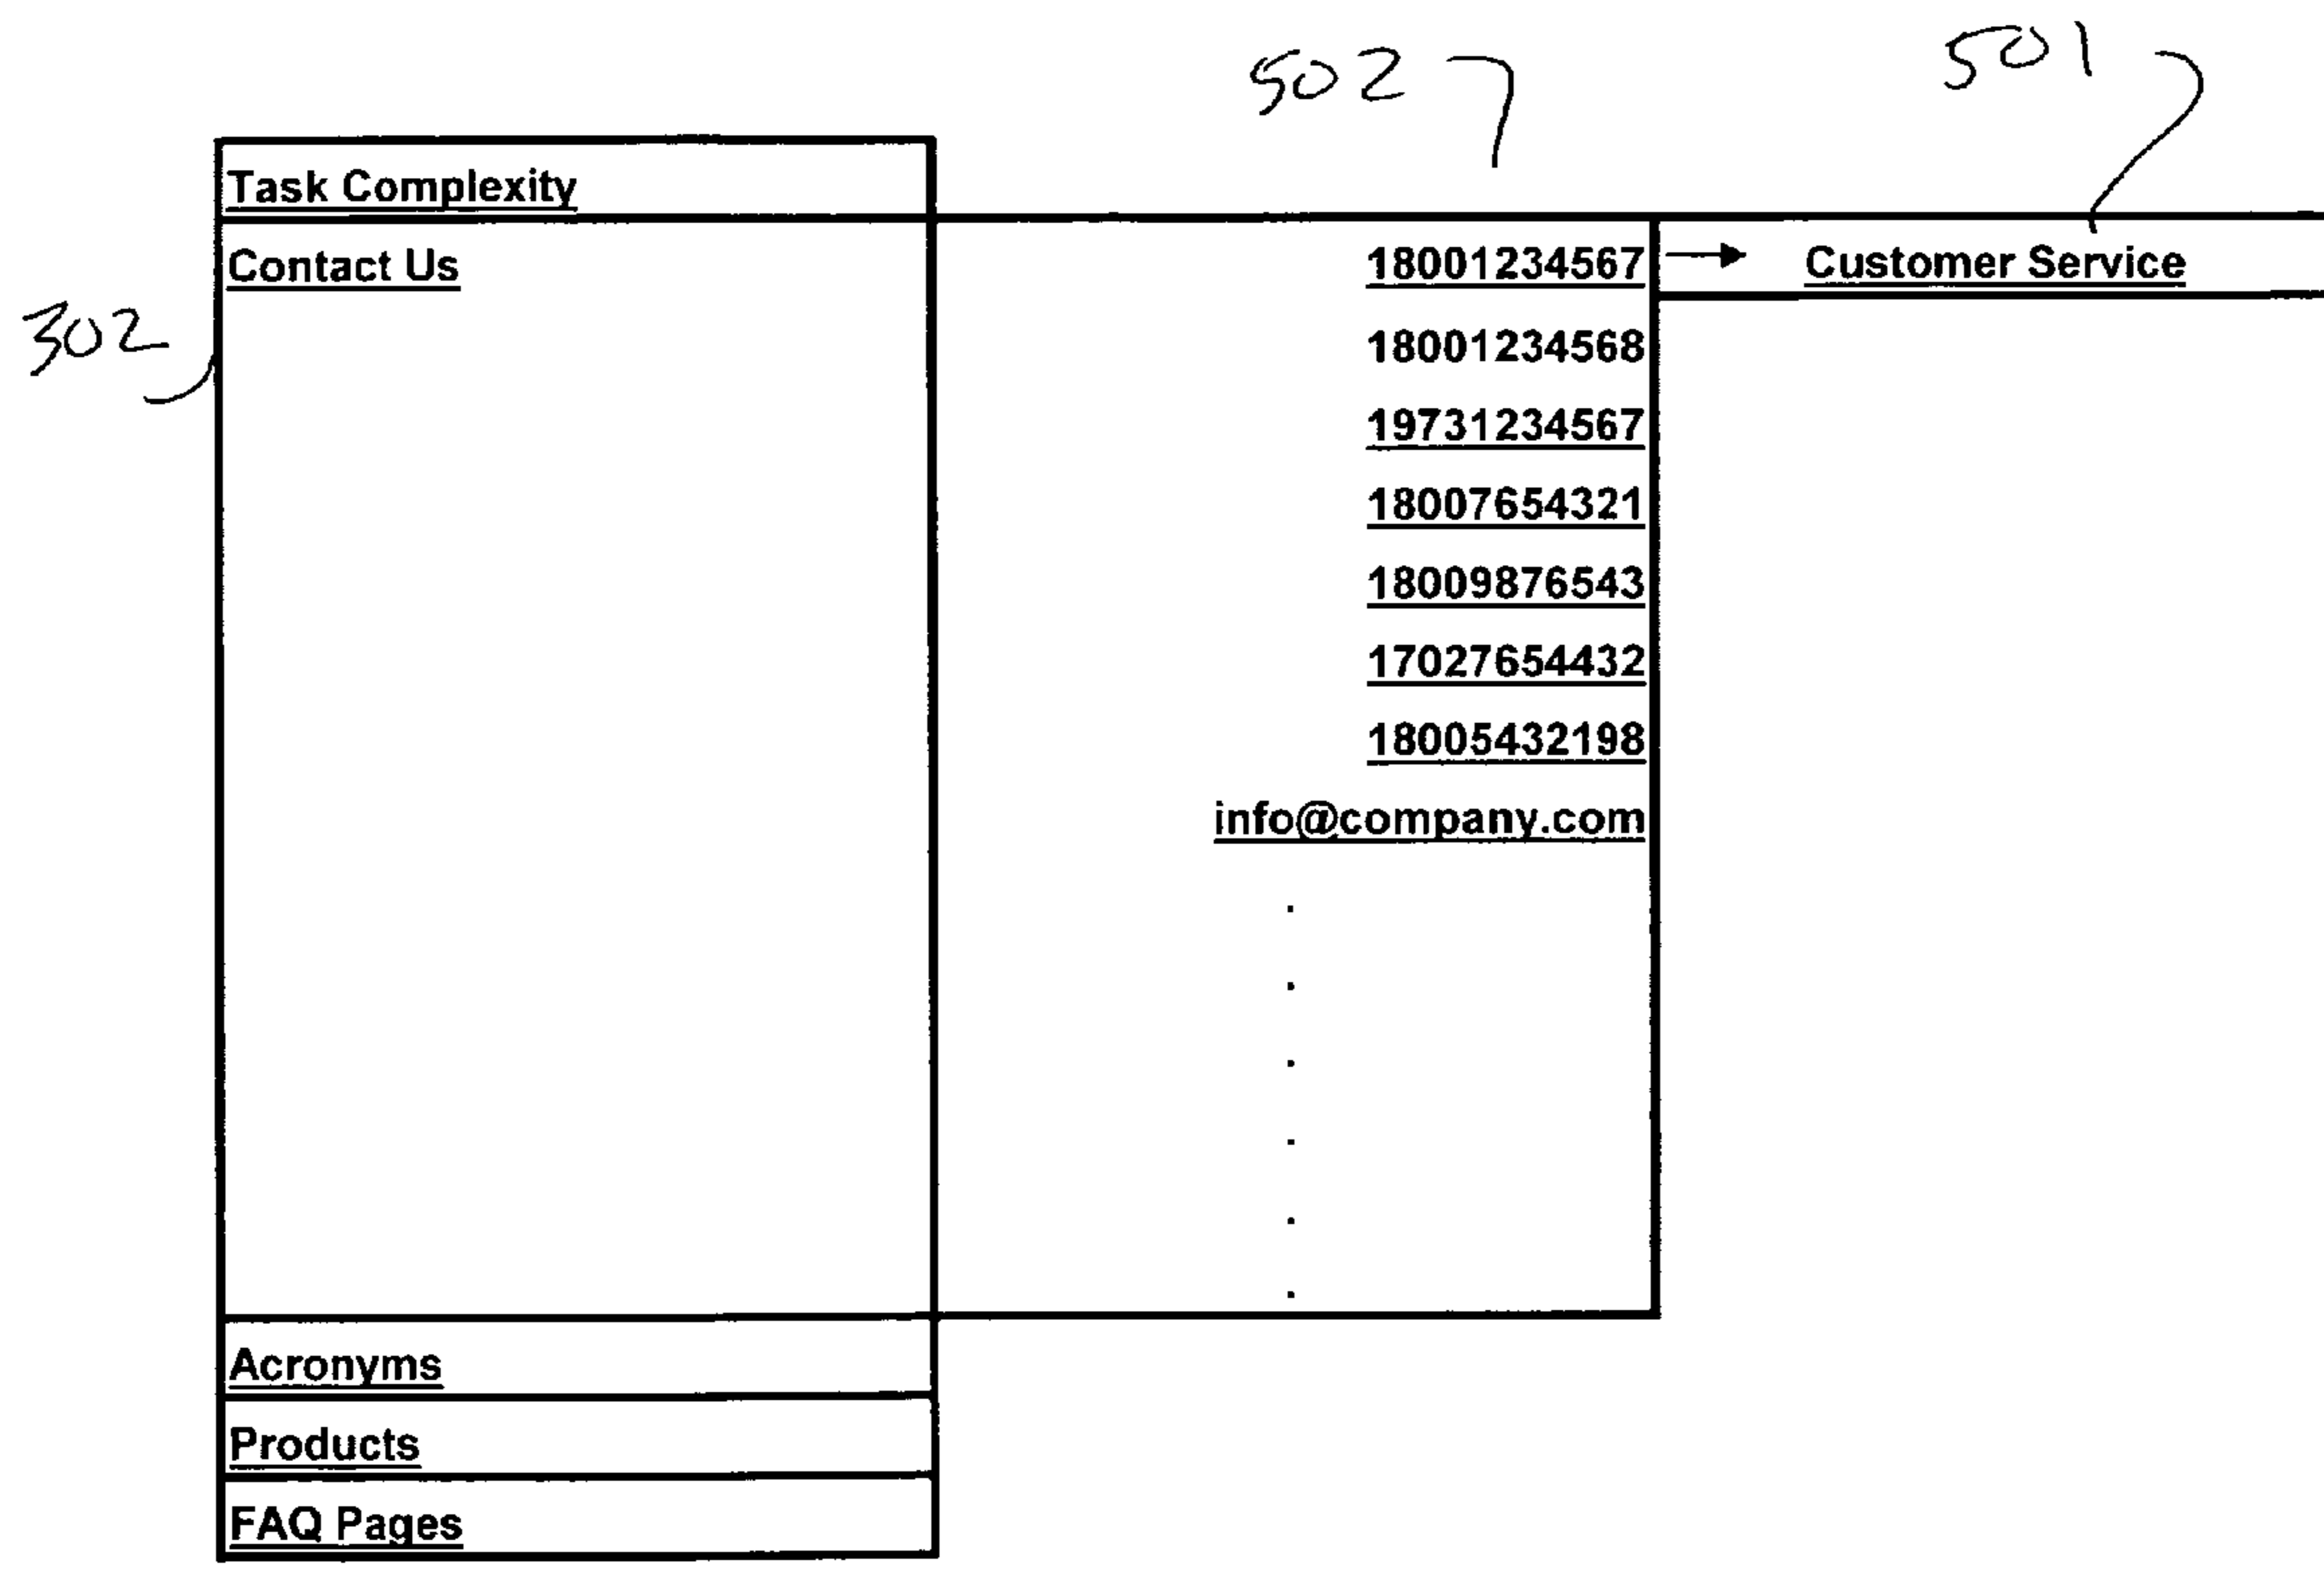 502
501
Task Complexity
Contact Us
18001234567 → Customer Service
302
18001234568
19731234567
18007654321
18009876543
17027654432
18005432198
info@company.com
.
.
.
.
.
.
Acronyms
Products
FAQ Pages